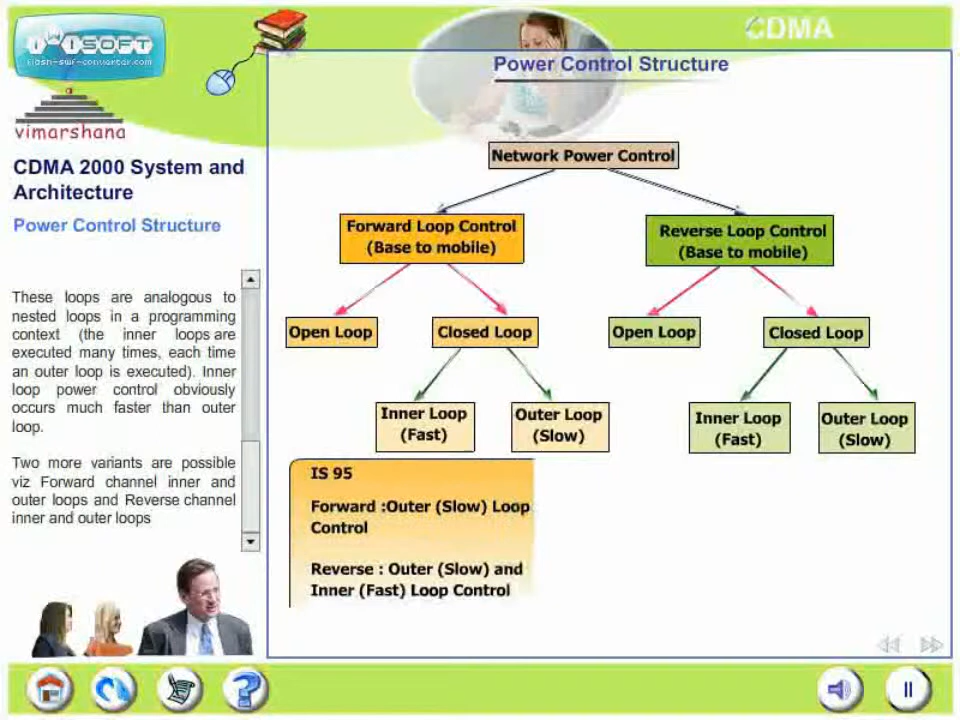 iWiSOFT
flash-swf-converter.com
vimarshana
CDMA
CDMA 2000 System and
Architecture
Power Control Structure
These loops are analogous to
nested loops in a programming
context (the inner loops are
executed many times, each time
an outer loop is executed). Inner
loop power control obviously
occurs much faster than outer
loop.
Two more variants are possible
viz Forward channel inner and
outer loops and Reverse channel
inner and outer loops
Power Control Structure
Network Power Control
Forward Loop Control
(Base to mobile)
Reverse Loop Control
(Base to mobile)
Open Loop
Closed Loop
Open Loop
Closed Loop
Inner Loop
(Fast)
Outer Loop
(Slow)
Inner Loop
(Fast)
Outer Loop
(Slow)
IS 95
Forward :Outer (Slow) Loop
Control
Reverse : Outer (Slow) and
Inner (Fast) Loop Control